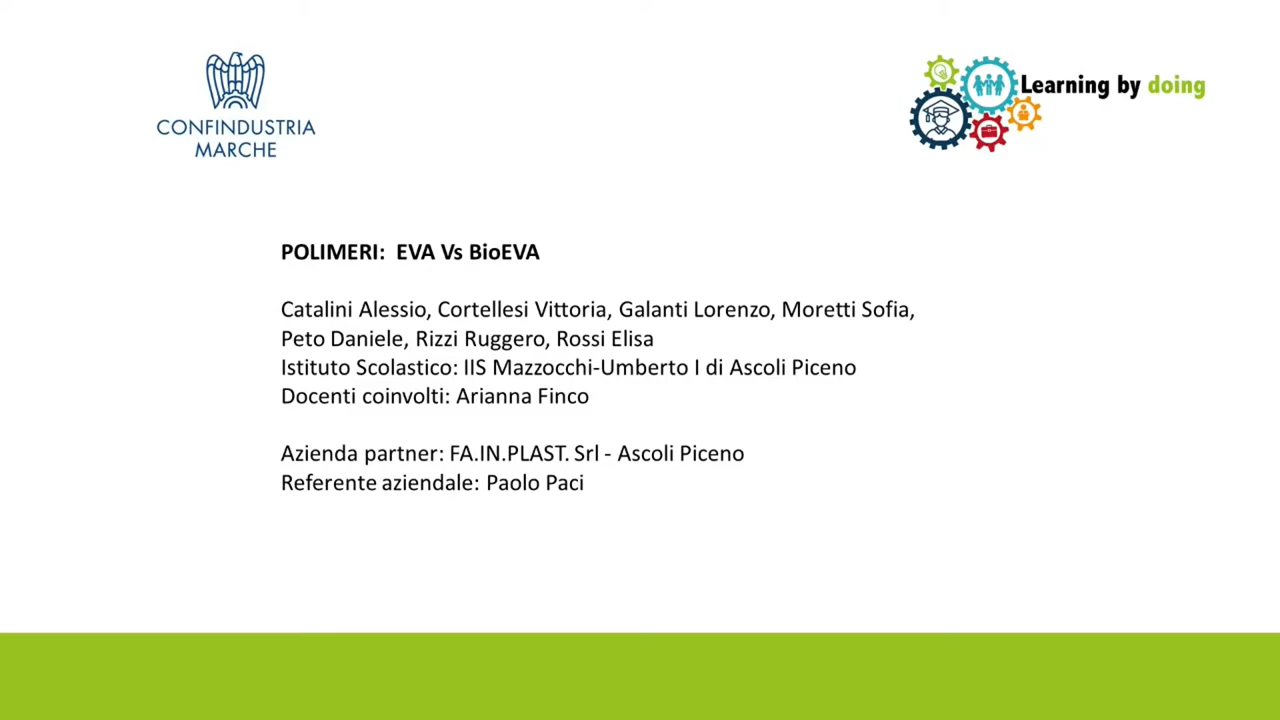 CONFINDUSTRIA
MARCHE
Learning by doing
POLIMERI: EVA Vs BioEVA
Catalini Alessio, Cortellesi Vittoria, Galanti Lorenzo, Moretti Sofia,
Peto Daniele, Rizzi Ruggero, Rossi Elisa
Istituto Scolastico: IIS Mazzocchi-Umberto I di Ascoli Piceno
Docenti coinvolti: Arianna Finco
Azienda partner: FA.IN.PLAST. Srl - Ascoli Piceno
Referente aziendale: Paolo Paci